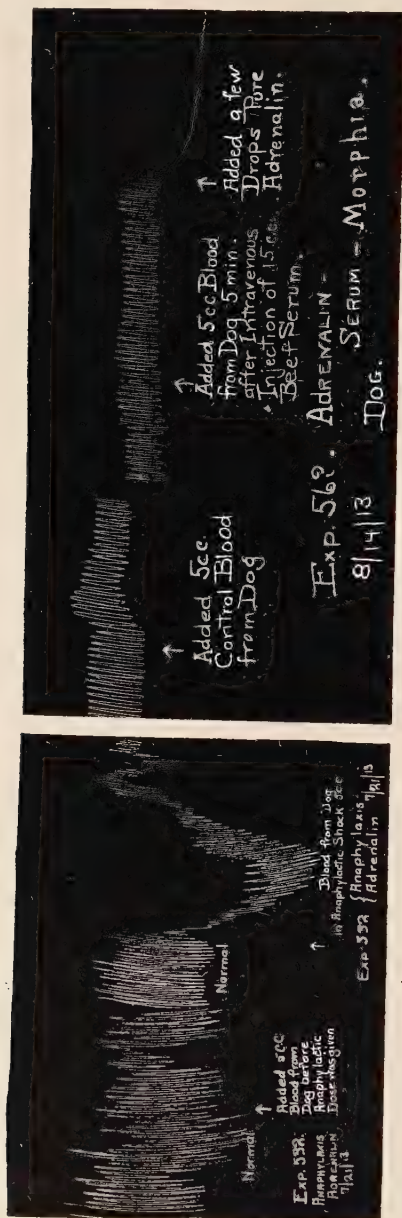 Added 5cc.
Control Blood
from Dog
Added 5cc Blood
from Dog 5 min.
after Intravenous
Injection of 15 c.c.
Beef Serum.
Added a few
Drops Pure
Adrenalin.
Exp. 562. ADRENALIN -
8/14/13 SERUM - MORPHIA.
DOG.
Normal
Added 5cc
Blood from
Dog before
Anaphylactic
Dose was given
Normal
Blood from Dog
in Anaphylactic Shock 5cc
Exp. 532
ANAPHYLAXIS
ADRENALIN
7/21/13
Exp 532 { Anaphylaxis
Adrenalin 7/21/13